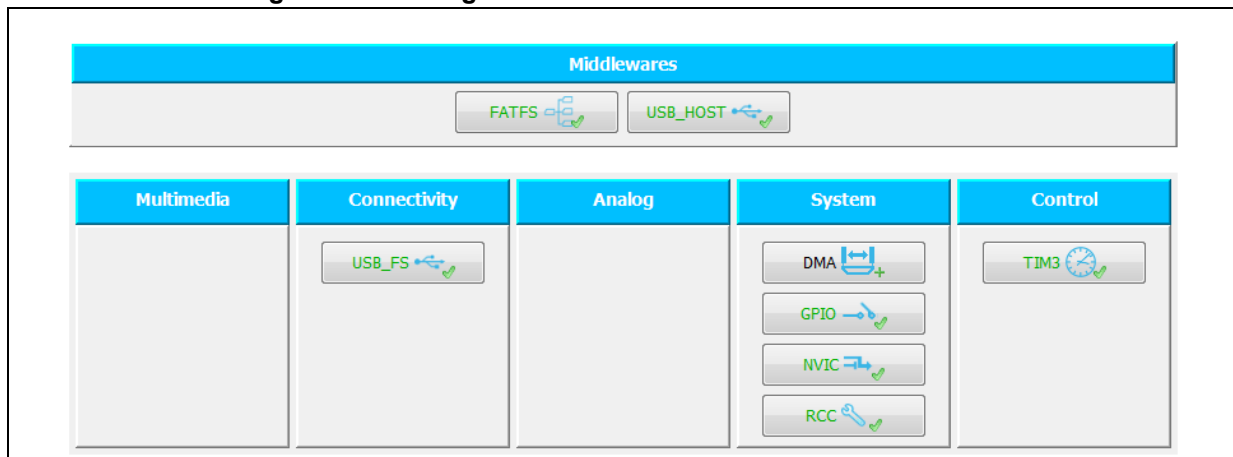 Middlewares
FATFS USB_HOST
Multimedia Connectivity Analog System Control
USB_FS DMA TIM3
GPIO
NVIC
RCC